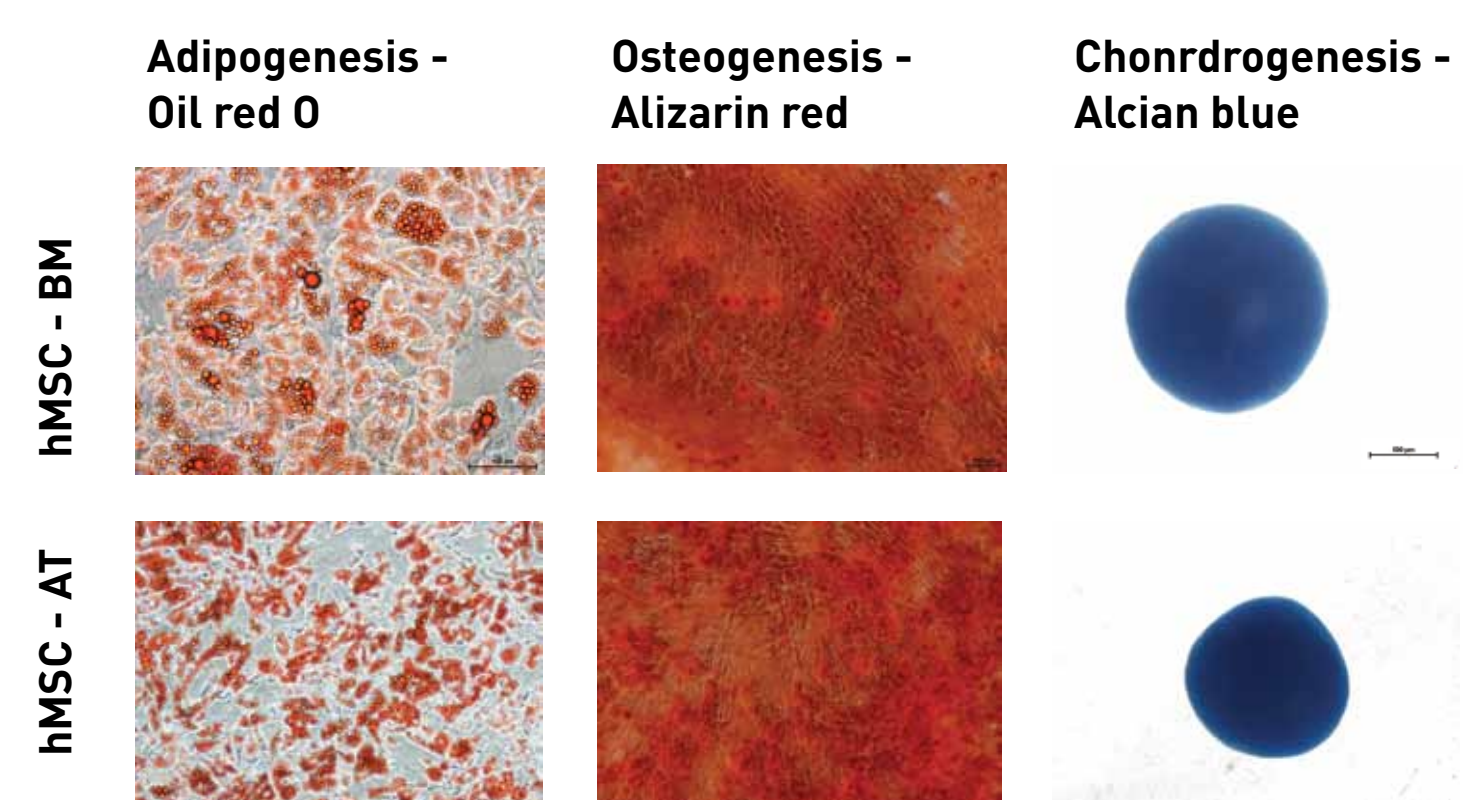 Adipogenesis -
Oil red O
Osteogenesis -
Alizarin red
Chonrdrogenesis -
Alcian blue
hMSC - BM
hMSC - AT